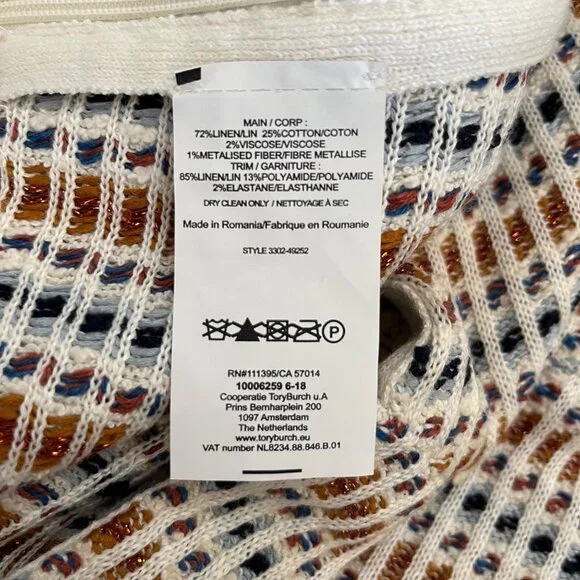 MAIN / CORP :
72%LINEN/LIN 25%COTTON/COTON
2%VISCOSE/VISCOSE
1%METALISED FIBER/FIBRE METALLISE
TRIM / GARNITURE :
85%LINEN/LIN 13%POLYAMIDE/POLYAMIDE
2%ELASTANE/ELASTHANNE
DRY CLEAN ONLY / NETTOYAGE À SEC
Made in Romania/Fabrique en Roumanie
STYLE 3302-49252
P
RN#111395/CA 57014
10006259 6-18
Cooperatie ToryBurch u.A
Prins Bernharplein 200
1097 Amsterdam
The Netherlands
www.toryburch.eu
VAT number NL8234.88.846.B.01